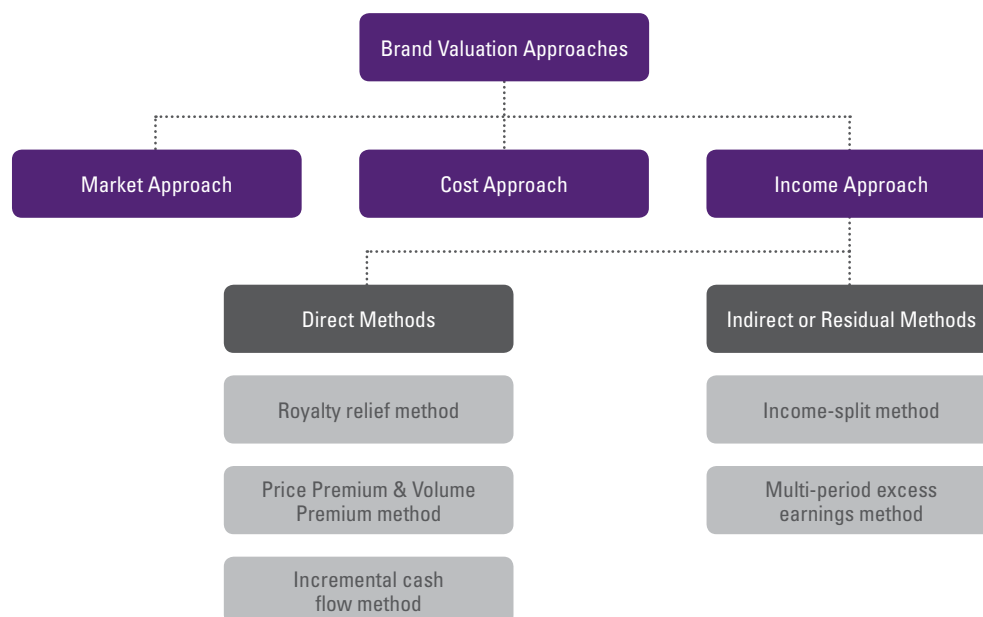 Brand Valuation Approaches
Market Approach
Cost Approach
Income Approach
Direct Methods
Indirect or Residual Methods
Royalty relief method
Income-split method
Price Premium & Volume
Premium method
Multi-period excess
earnings method
Incremental cash
flow method